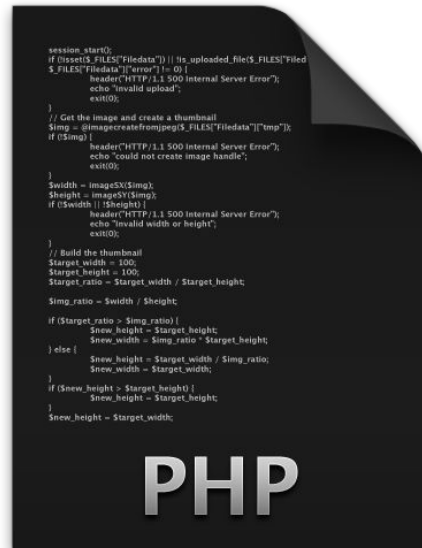 session_start();
if (!isset($_FILES["Filedata"]) || !is_uploaded_file($_FILES["Filed
$_FILES["Filedata"]["error"] != 0) {
header("HTTP/1.1 500 Internal Server Error");
echo "invalid upload";
exit(0);
}
// Get the image and create a thumbnail
$img = @imagecreatefromjpeg($_FILES["Filedata"]["tmp"]);
if (!$img) {
header("HTTP/1.1 500 Internal Server Error");
echo "could not create image handle";
exit(0);
}
$width = imageSX($img);
$height = imageSY($img);
if (!$width || !$height) {
header("HTTP/1.1 500 Internal Server Error");
echo "Invalid width or height";
exit(0);
}
// Build the thumbnail
$target_width = 100;
$target_height = 100;
$target_ratio = $target_width / $target_height;
$img_ratio = $width / $height;
if ($target_ratio > $img_ratio) {
$new_height = $target_height;
$new_width = $img_ratio * $target_height;
} else {
$new_height = $target_width / $img_ratio;
$new_width = $target_width;
}
if ($new_height > $target_height) {
$new_height = $target_height;
}
$new_height = $target_width;
PHP